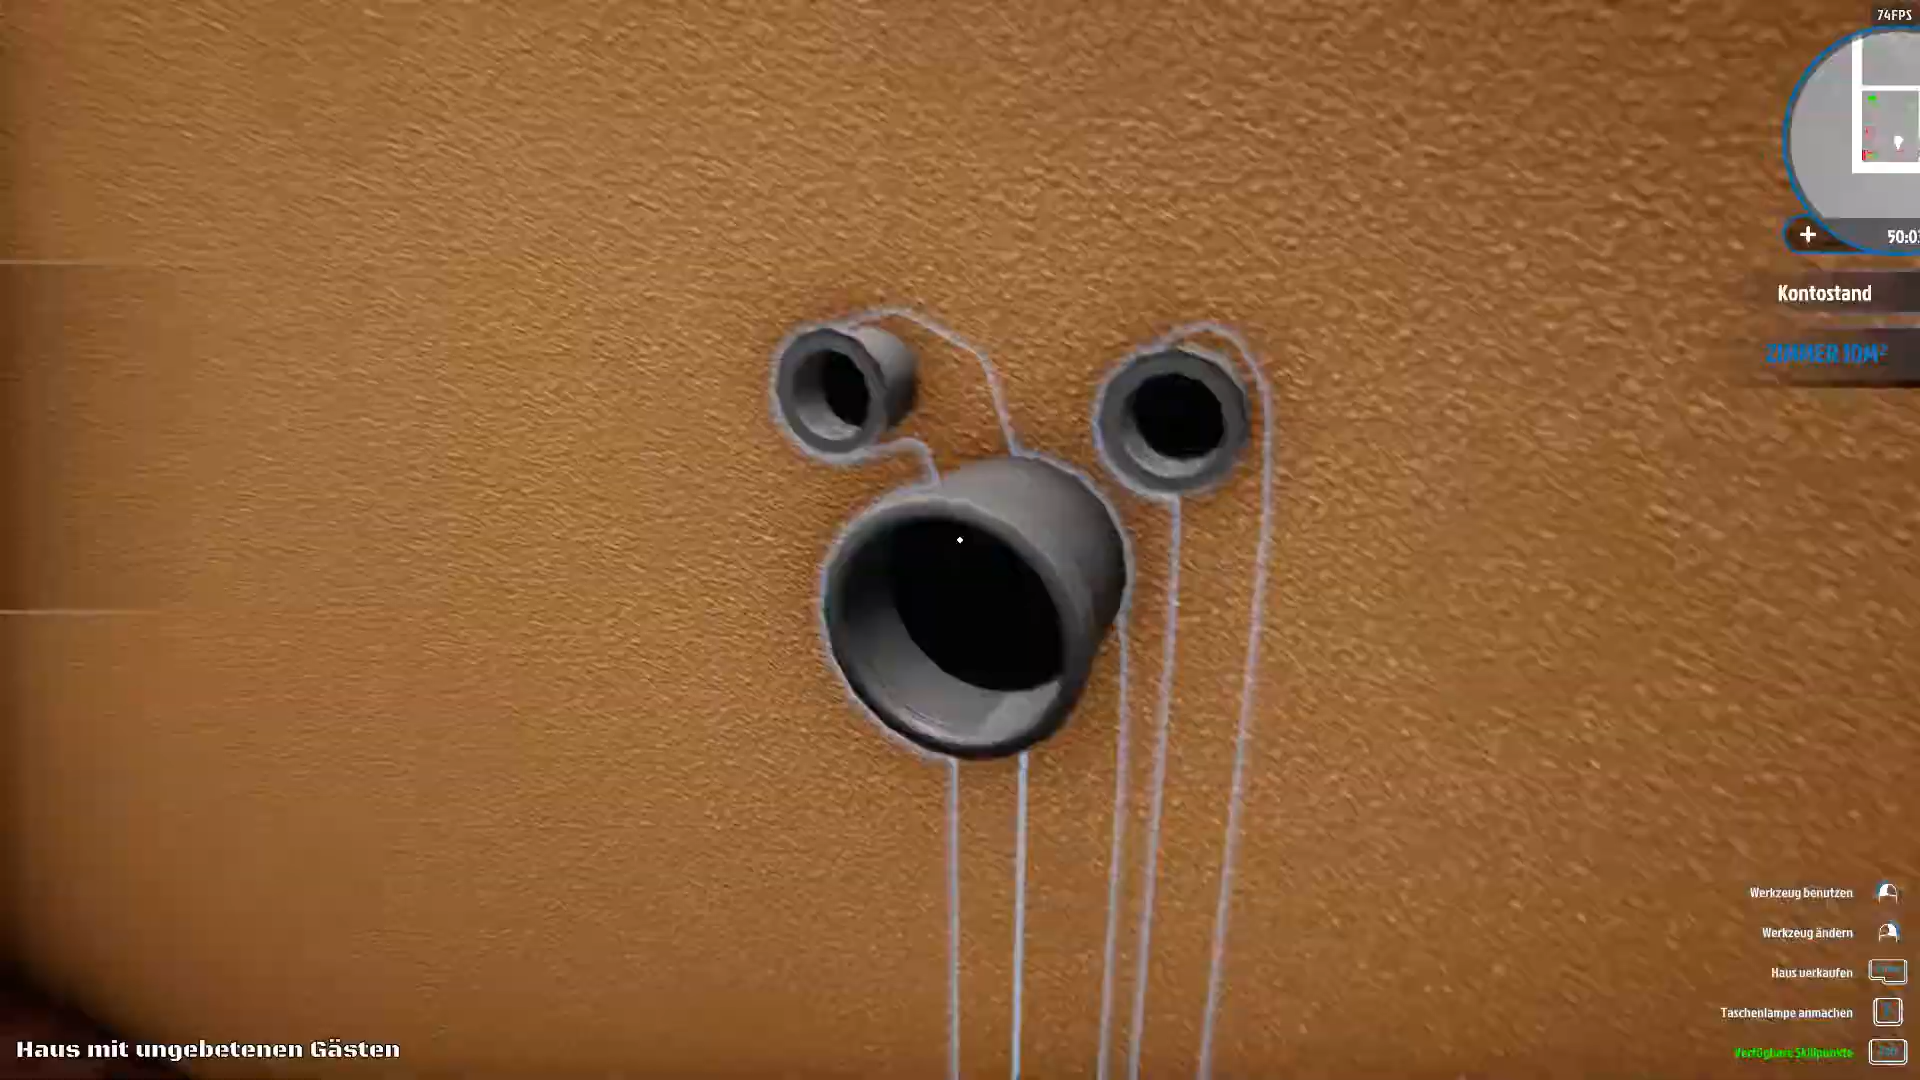 74FPS
50:0
Kontostand
ZIMMER 10M²
Werkzeug benutzen
Werkzeug ändern
Haus verkaufen
Taschenlampe anmachen
Verfügbare Skillpunkte
Haus mit ungebetenen Gästen